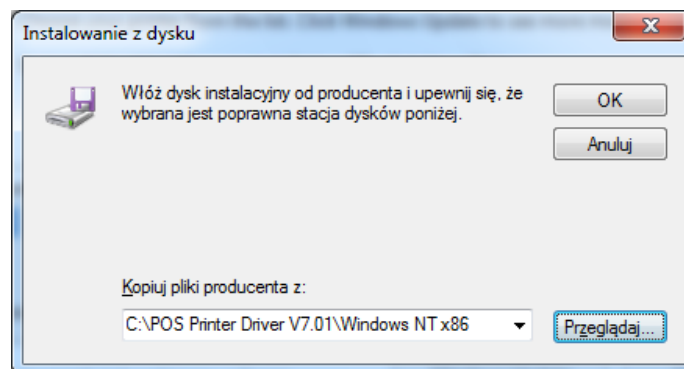 Instalowanie z dysku
Włóż dysk instalacyjny od producenta i upewnij się, że
wybrana jest poprawna stacja dysków poniżej.
OK
Anuluj
Kopiuj pliki producenta z:
C:\POS Printer Driver V7.01\Windows NT x86
Przeglądaj...